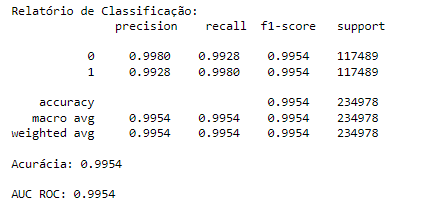 Relatório de Classificação:
precision recall f1-score support
0 0.9980 0.9928 0.9954 117489
1 0.9928 0.9980 0.9954 117489
accuracy 0.9954 234978
macro avg 0.9954 0.9954 0.9954 234978
weighted avg 0.9954 0.9954 0.9954 234978
Acurácia: 0.9954
AUC ROC: 0.9954